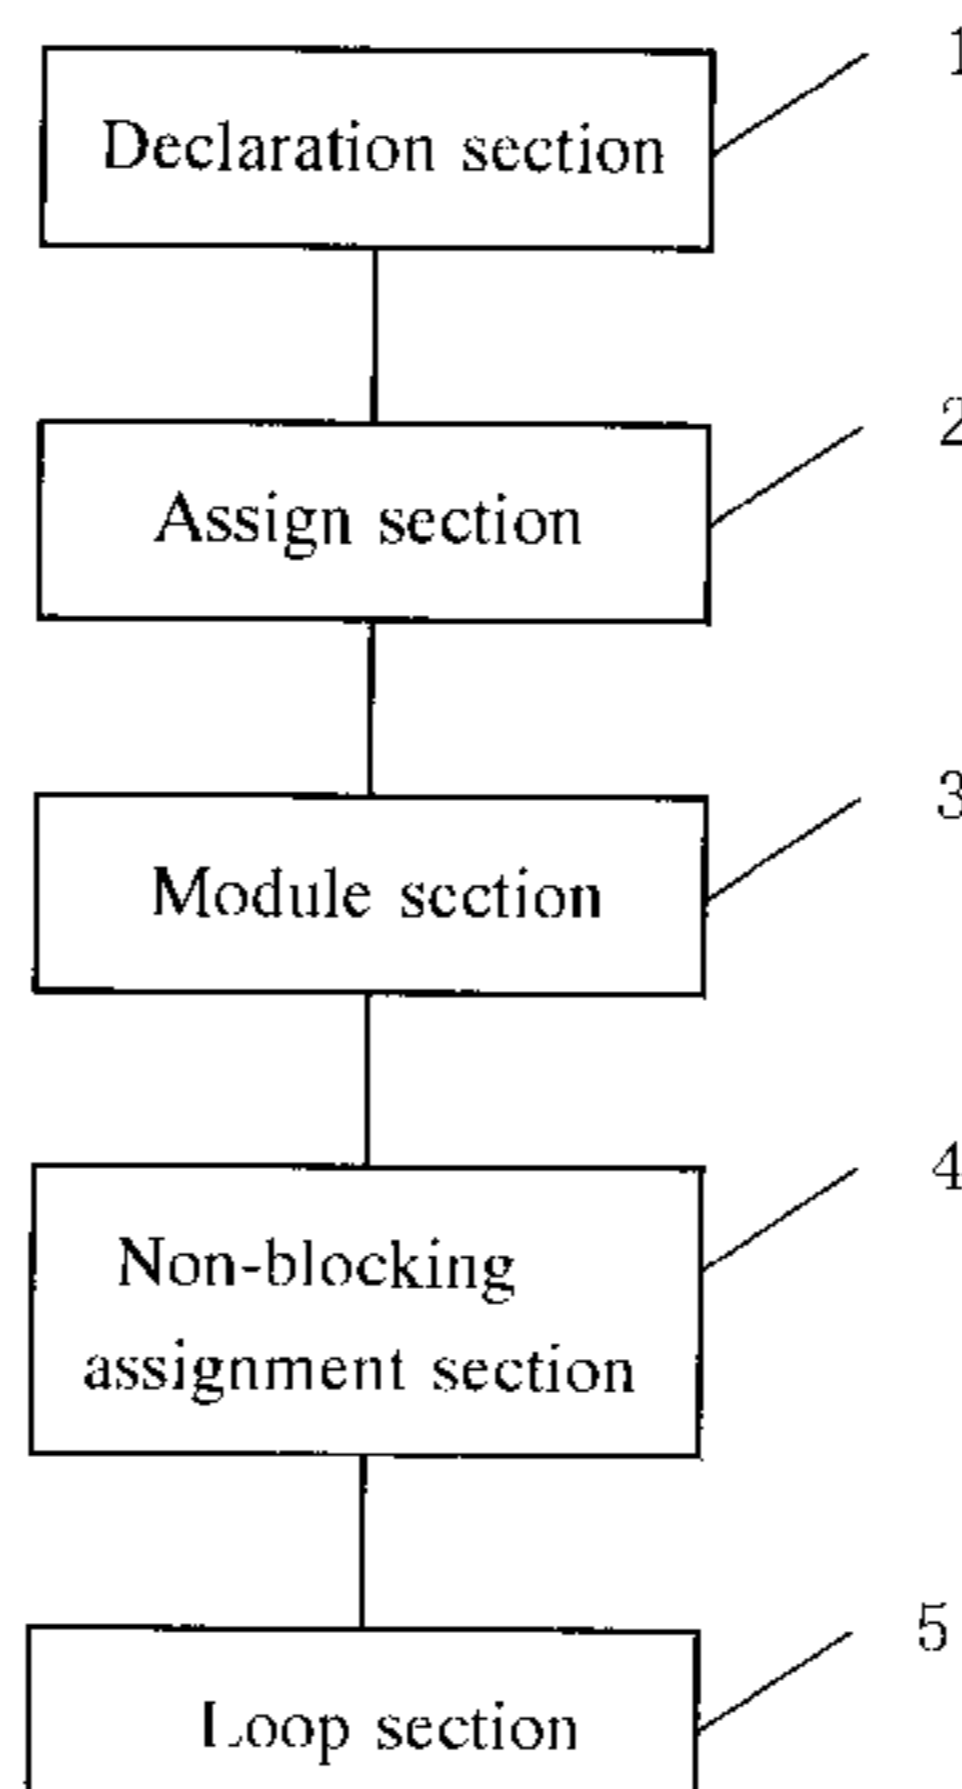 1
Declaration section
2
Assign section
3
Module section
4
Non-blocking
assignment section
5
Loop section